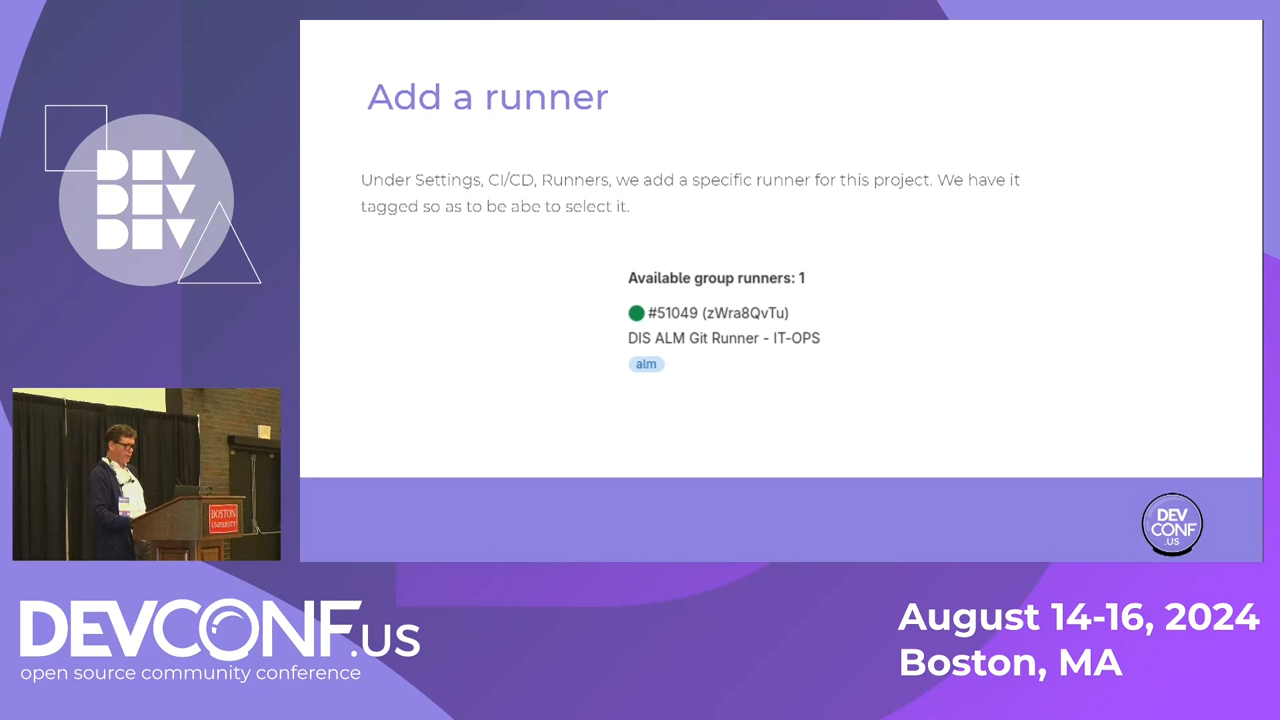 DEV
DEV
DEV
Add a runner
Under Settings, CI/CD, Runners, we add a specific runner for this project. We have it
tagged so as to be abe to select it.
Available group runners: 1
#51049 (zWra8QvTu)
DIS ALM Git Runner - IT-OPS
alm
BOSTON
UNIVERSITY
DEV
CONF
.US
DEVCONF.US
open source community conference
August 14-16, 2024
Boston, MA